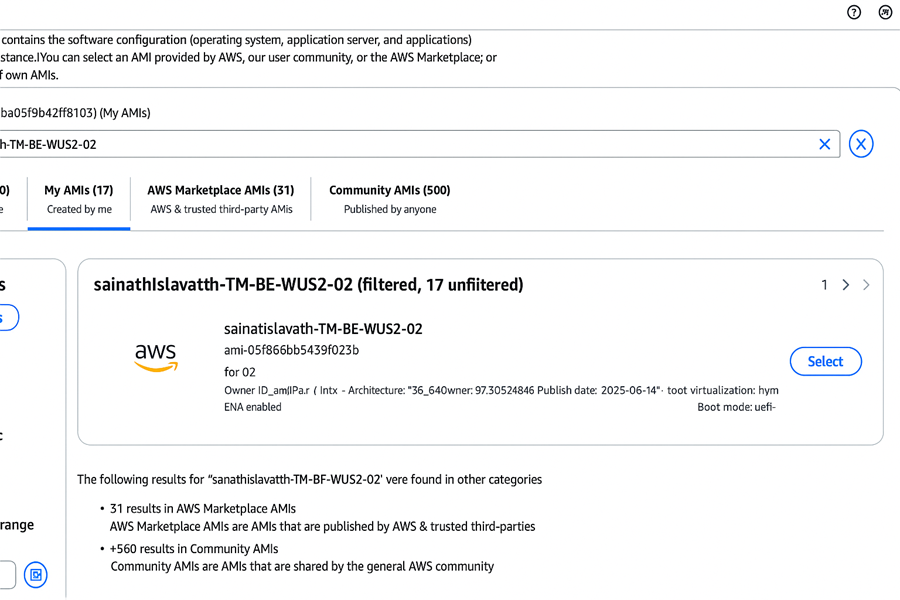 contains the software configuration (operating system, application server, and applications)
stance.IYou can select an AMI provided by AWS, our user community, or the AWS Marketplace; or
f own AMIs.
ba05f9b42ff8103) (My AMIs)
h-TM-BE-WUS2-02
0) My AMIs (17) AWS Marketplace AMIs (31) Community AMIs (500)
e Created by me AWS & trusted third-party AMIs Published by anyone
s
sainathIslavatth-TM-BE-WUS2-02 (filtered, 17 unfiitered) 1
s
sainatislavath-TM-BE-WUS2-02
aws
ami-05f866bb5439f023b
Select
for 02
Owner ID_am(IPa.r ( Intx - Architecture: "36_640wner: 97.30524846 Publish date: 2025-06-14"· toot virtualization: hym
ENA enabled Boot mode: uefi-
c
The following results for “sanathislavatth-TM-BF-WUS2-02' vere found in other categories
• 31 results in AWS Marketplace AMIs
AWS Marketplace AMIs are AMIs that are published by AWS & trusted third-parties
range
• +560 results in Community AMIs
Community AMIs are AMIs that are shared by the general AWS community